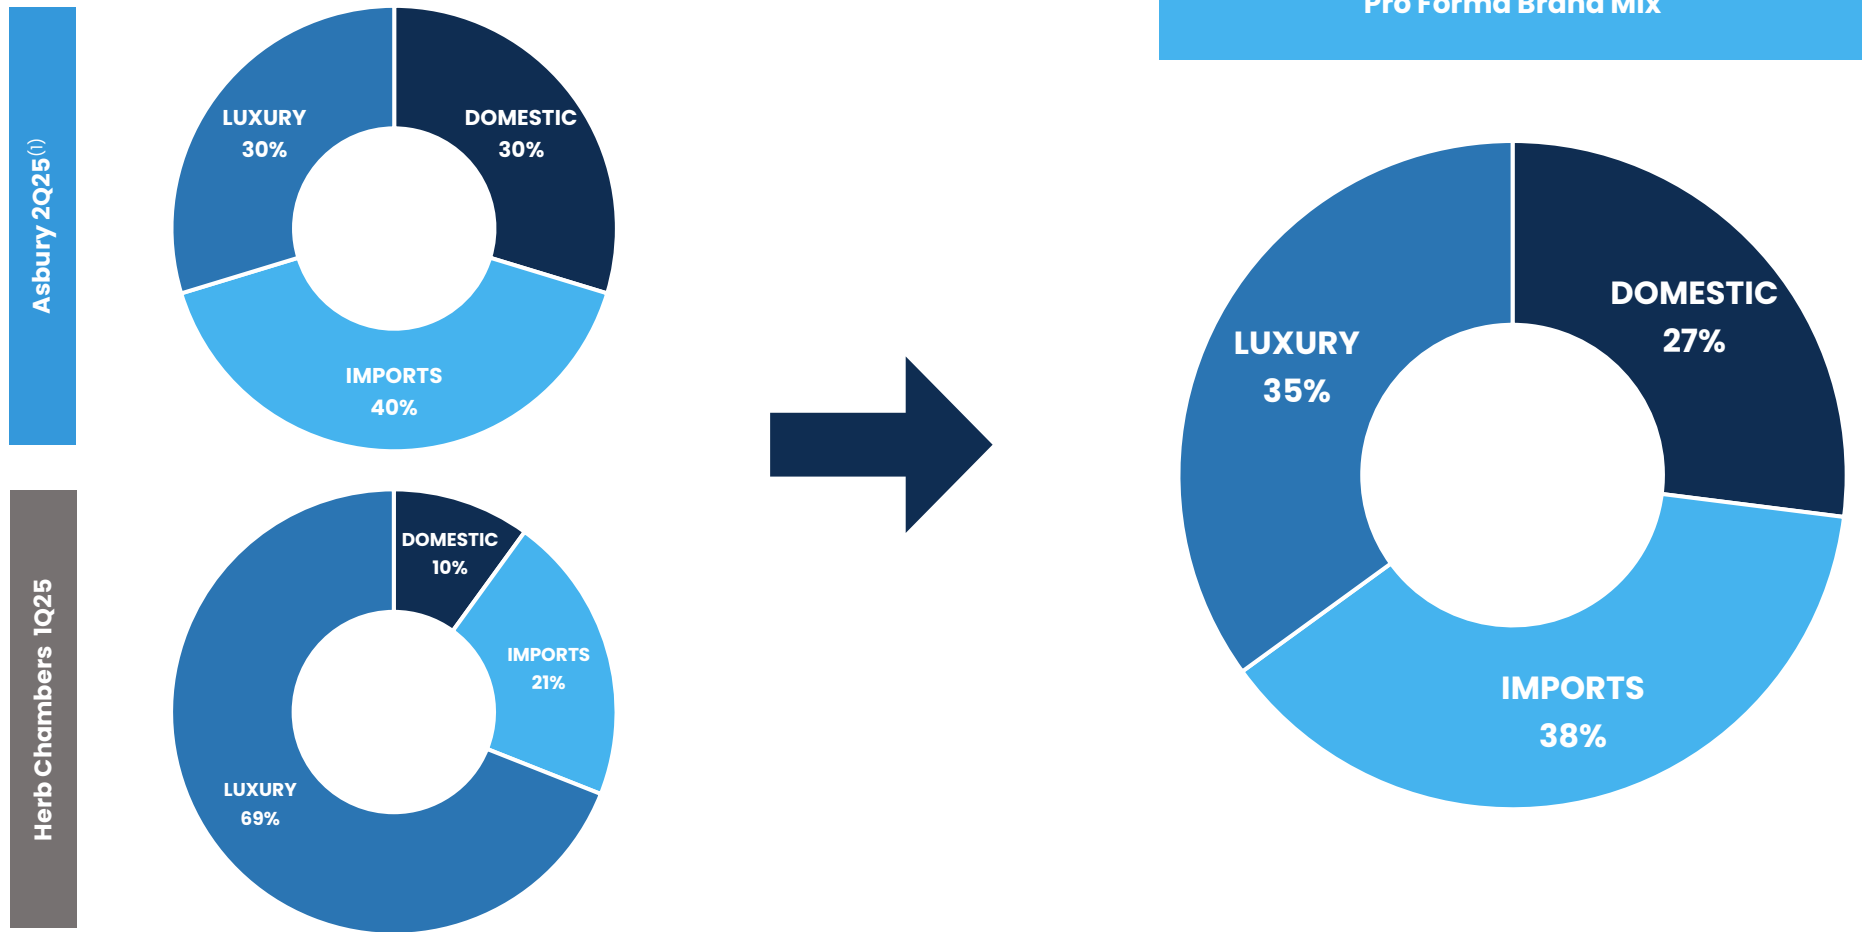 Asbury 2Q25(1)
LUXURY
30%
DOMESTIC
30%
IMPORTS
40%
Herb Chambers 1Q25
DOMESTIC
10%
IMPORTS
21%
LUXURY
69%
Pro Forma Brand Mix
DOMESTIC
27%
LUXURY
35%
IMPORTS
38%